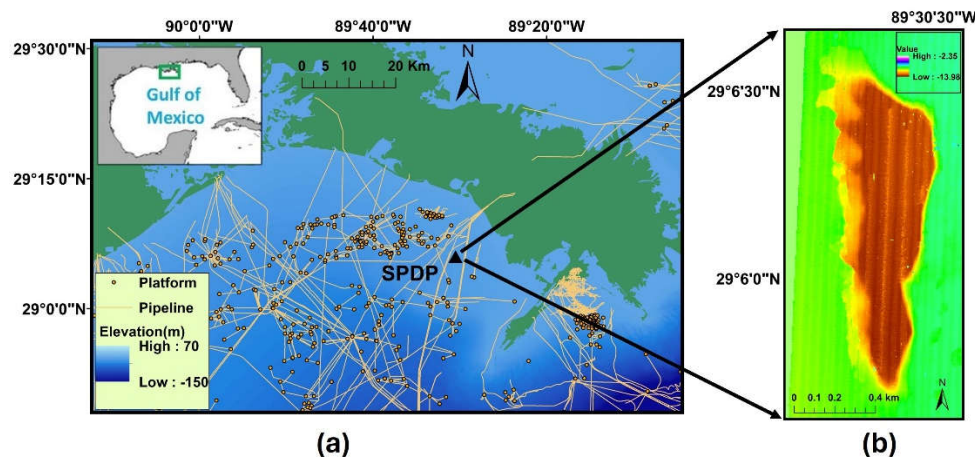 90°0'0"W
89°40'0"W
89°20'0"W
29°30'0"N
29°15'0"N
29°0'0"N
Gulf of
Mexico
N
0 5 10 20 Km
SPDP
Platform
Pipeline
Elevation(m)
High : 70
Low : -150
(a)
89°30'30"W
29°6'30"N
29°6'0"N
Value
High : -2.35
Low : -13.98
0 0.1 0.2 0.4 km
N
(b)